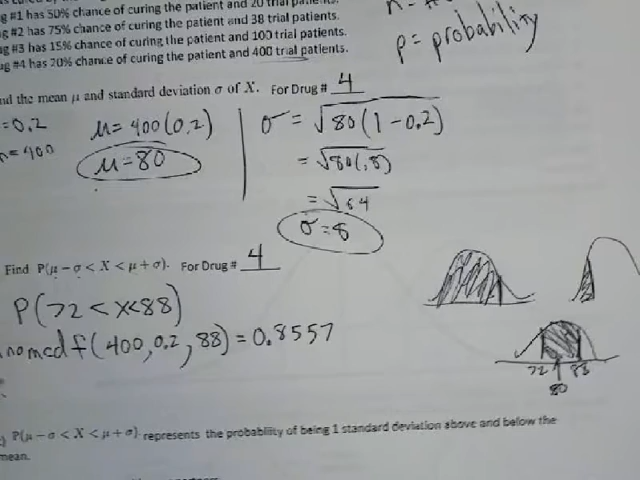 g #1 has 50% chance of curing the patient and 20 trial patients.
g #2 has 75% chance of curing the patient and 38 trial patients.
g #3 has 15% chance of curing the patient and 100 trial patients.
g #4 has 20% chance of curing the patient and 400 trial patients.
p = probability
nd the mean μ and standard deviation σ of X. For Drug # 4
= 0.2
n = 400
μ = 400(0.2)
μ = 80
σ = √80(1 - 0.2)
= √80(.8)
= √64
σ = 8
Find P(μ − σ < X < μ + σ). For Drug # 4
P(72 < X < 88)
nomcdf(400, 0.2, 88) = 0.8557
72 88
80
c) P(μ − σ < X < μ + σ) represents the probability of being 1 standard deviation above and below the
mean.